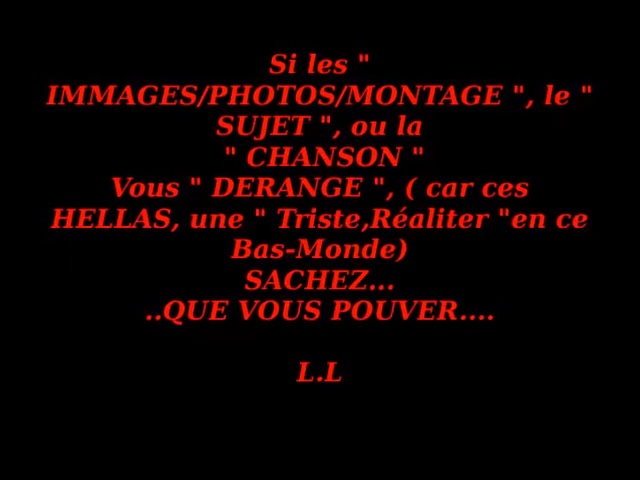 Si les "
IMMAGES/PHOTOS/MONTAGE ", le "
SUJET ", ou la
" CHANSON "
Vous " DERANGE ", ( car ces
HELLAS, une " Triste,Réaliter "en ce
Bas-Monde)
SACHEZ...
..QUE VOUS POUVER....
L.L